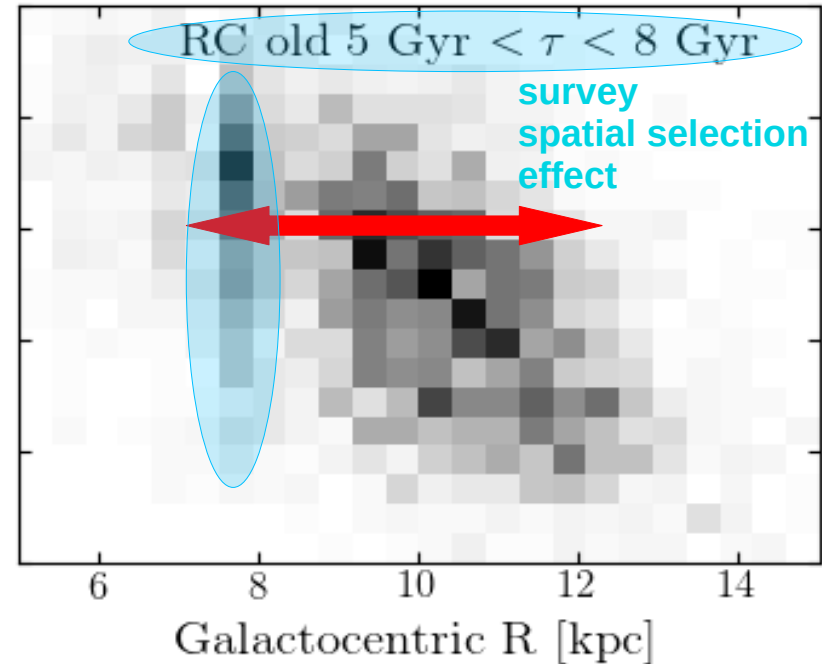 RC old 5 Gyr < τ < 8 Gyr
survey
spatial selection
effect
6 8 10 12 14
Galactocentric R [kpc]